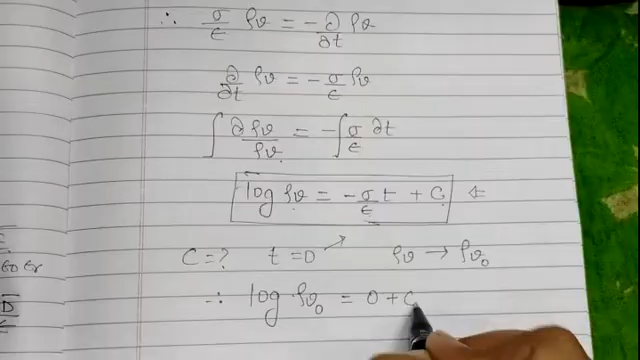 ∴ σ/ϵ ρv = - ∂/∂t ρv
∂/∂t ρv = - σ/ϵ ρv
∫ ∂ρv/ρv = - ∫ σ/ϵ ∂t
log ρv = - σ/ϵ t + C ⇐
C = ? t = 0 ρv → ρv₀
∴ log ρv₀ = 0 + C